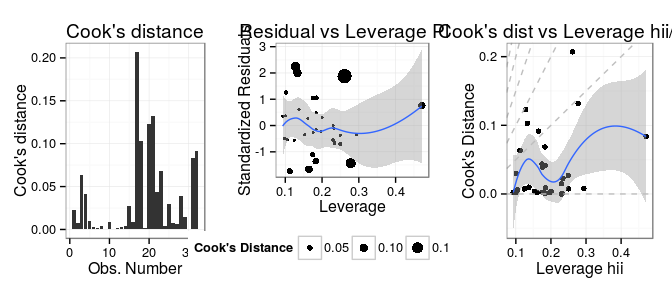 Cook's distance
Cook's distance
0.20
0.15
0.10
0.05
0.00
0
10
20
3
Obs. Number
Residual vs Leverage Pl
Standardized Residual
3
2
1
0
-1
0.1
0.2
0.3
0.4
Leverage
Cook's Distance
0.05
0.10
0.1
Cook's dist vs Leverage hii/
Cook's Distance
0.2
0.1
0.0
0.1
0.2
0.3
0.4
Leverage hii